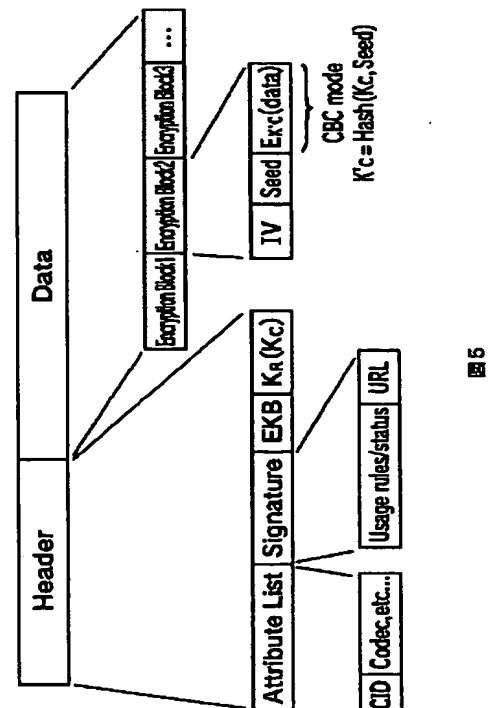 Header Data
Encryption Block1 Encryption Block2 Encryption Block3 ...
Attribute List Signature EKB KR(Kc)
IV Seed EK'c(data)
CBC mode
K'c=Hash(Kc, Seed)
CID Codec,etc... Usage rules/status URL
図5